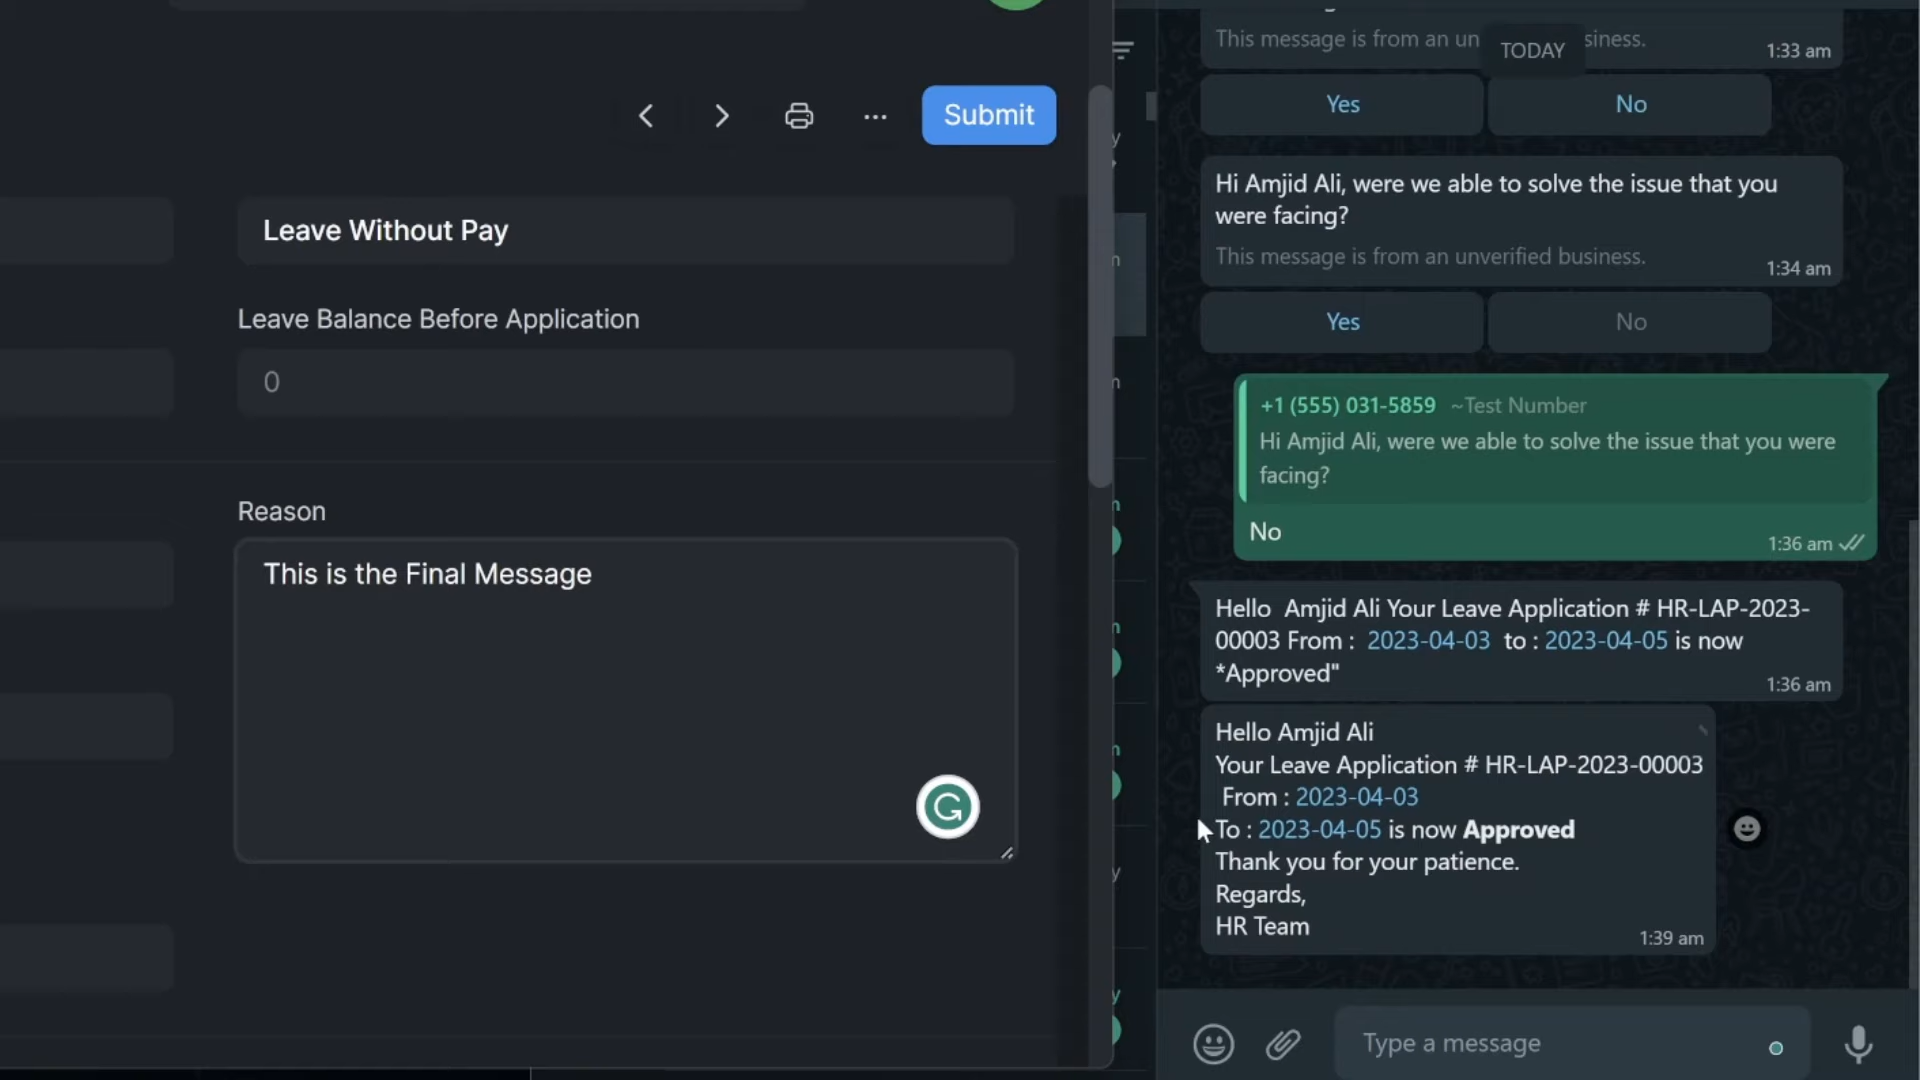 Submit
Leave Without Pay
Leave Balance Before Application
0
Reason
This is the Final Message
This message is from an un
siness.
TODAY
1:33 am
Yes
No
Hi Amjid Ali, were we able to solve the issue that you
were facing?
This message is from an unverified business.
1:34 am
Yes
No
+1 (555) 031-5859 ~Test Number
Hi Amjid Ali, were we able to solve the issue that you were
facing?
No
1:36 am
Hello Amjid Ali Your Leave Application # HR-LAP-2023-
00003 From : 2023-04-03 to : 2023-04-05 is now
*Approved"
1:36 am
Hello Amjid Ali
Your Leave Application # HR-LAP-2023-00003
From : 2023-04-03
To : 2023-04-05 is now Approved
Thank you for your patience.
Regards,
HR Team
1:39 am
Type a message